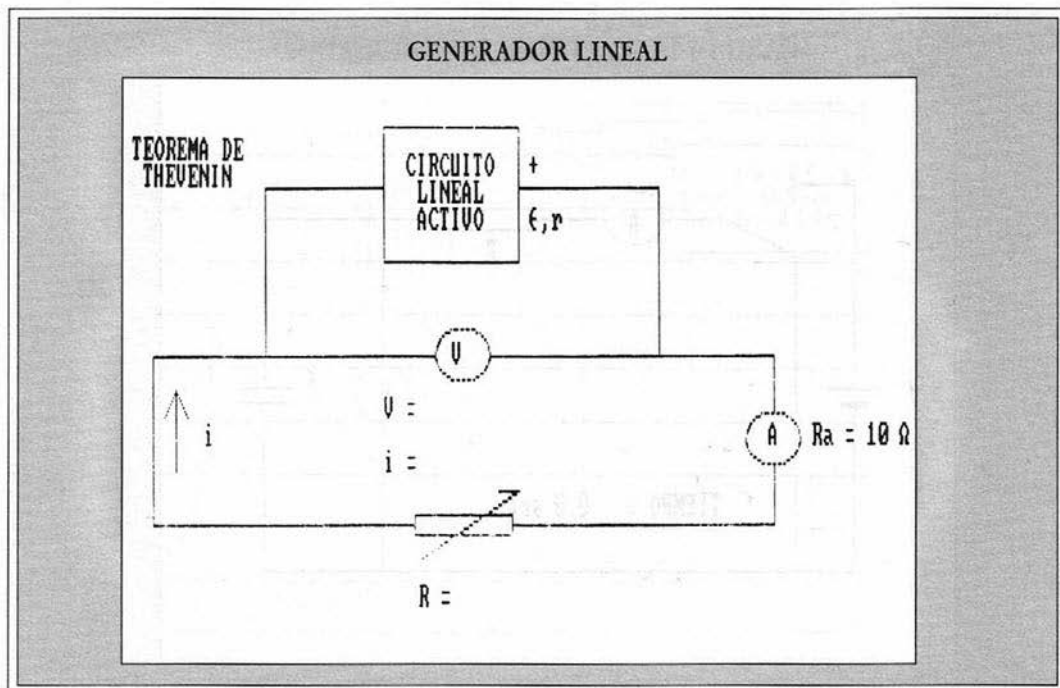 GENERADOR LINEAL
TEOREMA DE
THEVENIN
CIRCUITO
LINEAL
ACTIVO
+
ϵ,r
V
V =
i
i =
A
Ra = 10 Ω
R =